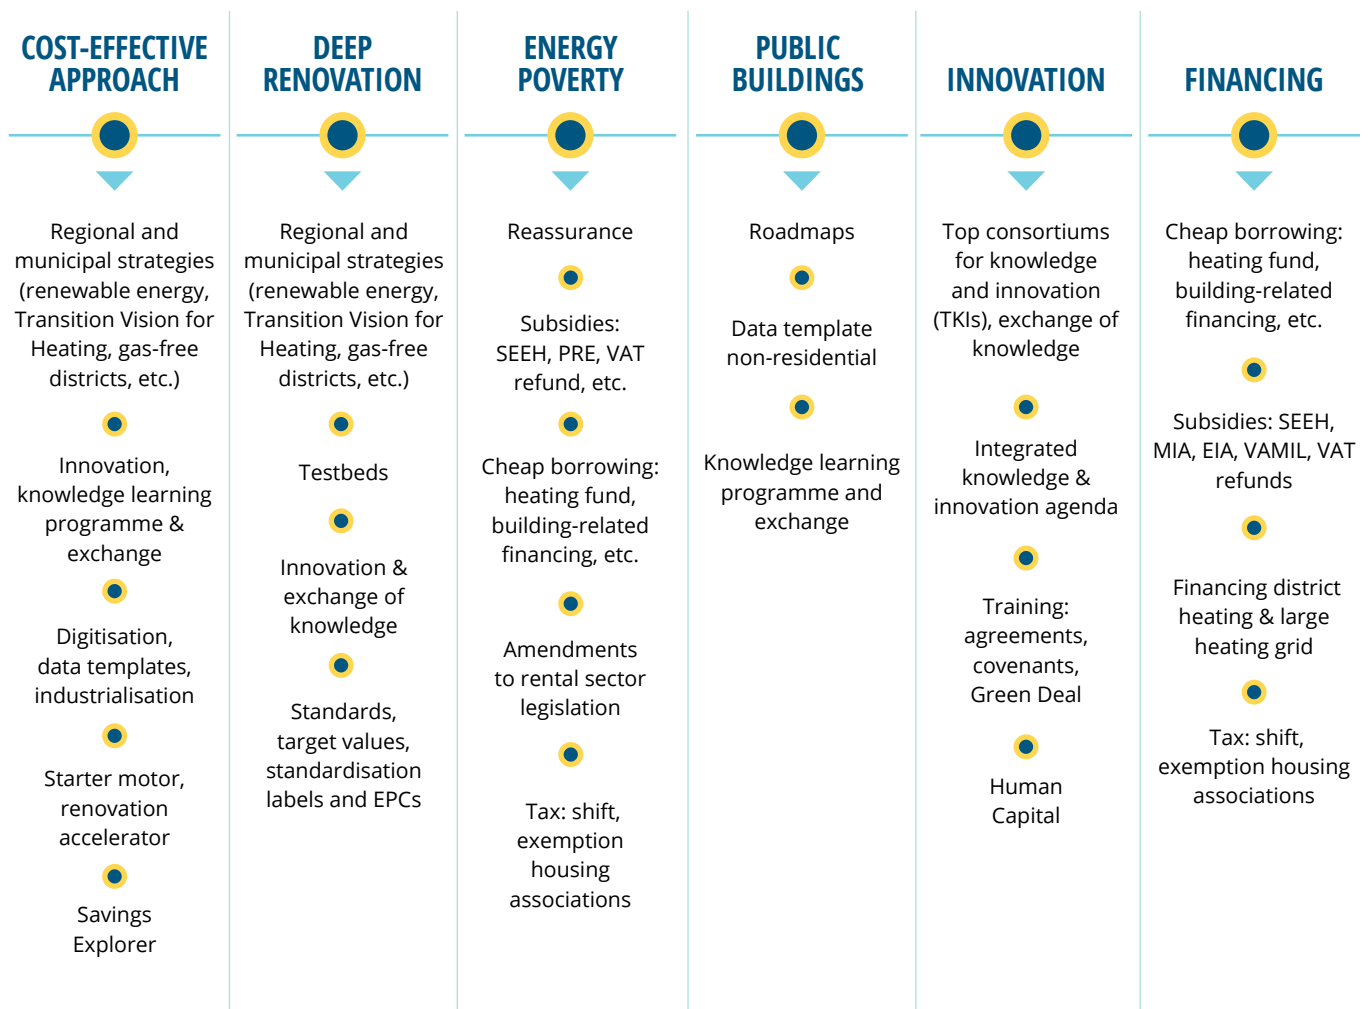 COST-EFFECTIVE
APPROACH
Regional and
municipal strategies
(renewable energy,
Transition Vision for
Heating, gas-free
districts, etc.)
Innovation,
knowledge learning
programme &
exchange
Digitisation,
data templates,
industrialisation
Starter motor,
renovation
accelerator
Savings
Explorer
DEEP
RENOVATION
Regional and
municipal strategies
(renewable energy,
Transition Vision for
Heating, gas-free
districts, etc.)
Testbeds
Innovation &
exchange of
knowledge
Standards,
target values,
standardisation
labels and EPCs
ENERGY
POVERTY
Reassurance
Subsidies:
SEEH, PRE, VAT
refund, etc.
Cheap borrowing:
heating fund,
building-related
financing, etc.
Amendments
to rental sector
legislation
Tax: shift,
exemption
housing
associations
PUBLIC
BUILDINGS
Roadmaps
Data template
non-residential
Knowledge learning
programme and
exchange
INNOVATION
Top consortiums
for knowledge
and innovation
(TKIs), exchange of
knowledge
Integrated
knowledge &
innovation agenda
Training:
agreements,
covenants,
Green Deal
Human
Capital
FINANCING
Cheap borrowing:
heating fund,
building-related
financing, etc.
Subsidies: SEEH,
MIA, EIA, VAMIL, VAT
refunds
Financing district
heating & large
heating grid
Tax: shift,
exemption housing
associations